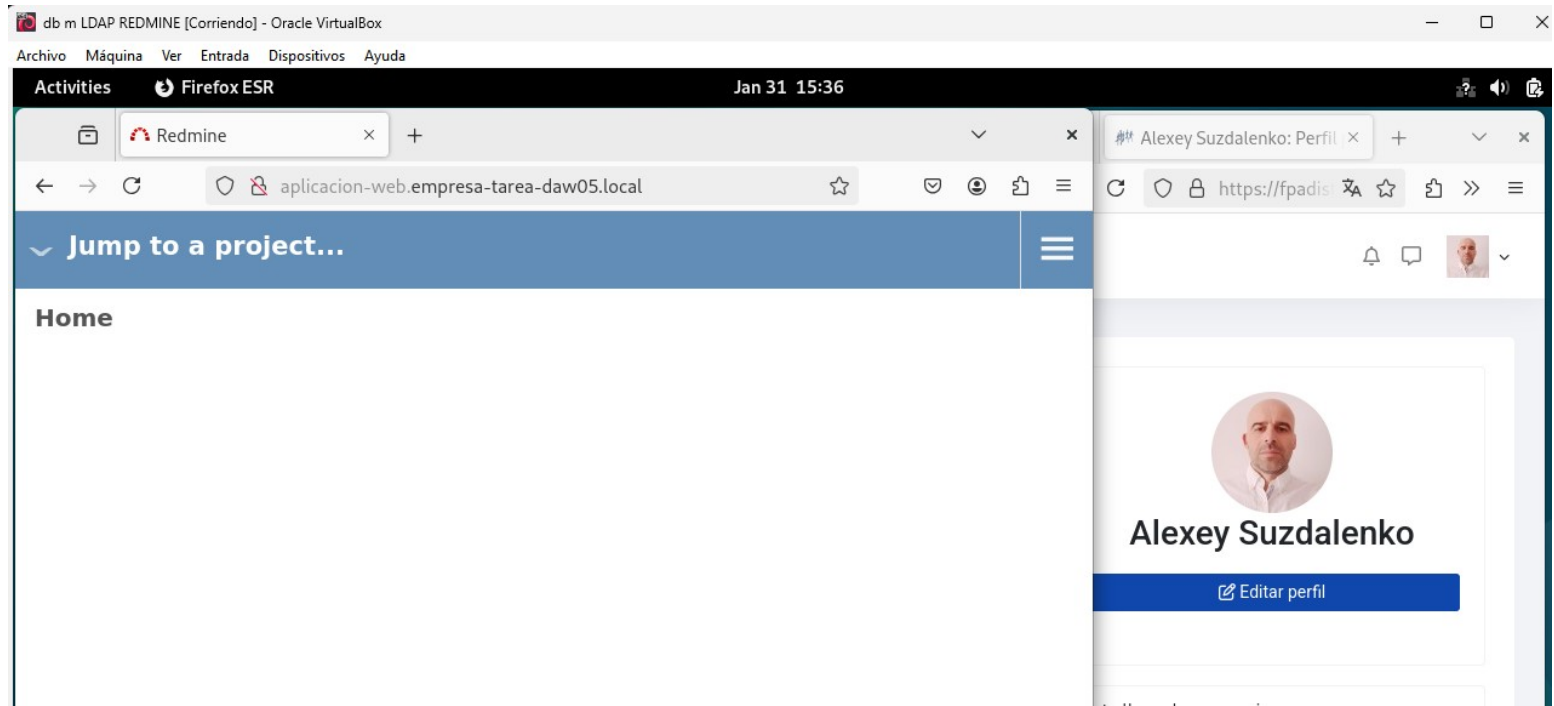 db m LDAP REDMINE [Corriendo] - Oracle VirtualBox
Archivo Máquina Ver Entrada Dispositivos Ayuda
Activities Firefox ESR Jan 31 15:36
Redmine
aplicacion-web.empresa-tarea-daw05.local
Jump to a project...
Home
Alexey Suzdalenko: Perfil
https://fpadis
Alexey Suzdalenko
Editar perfil